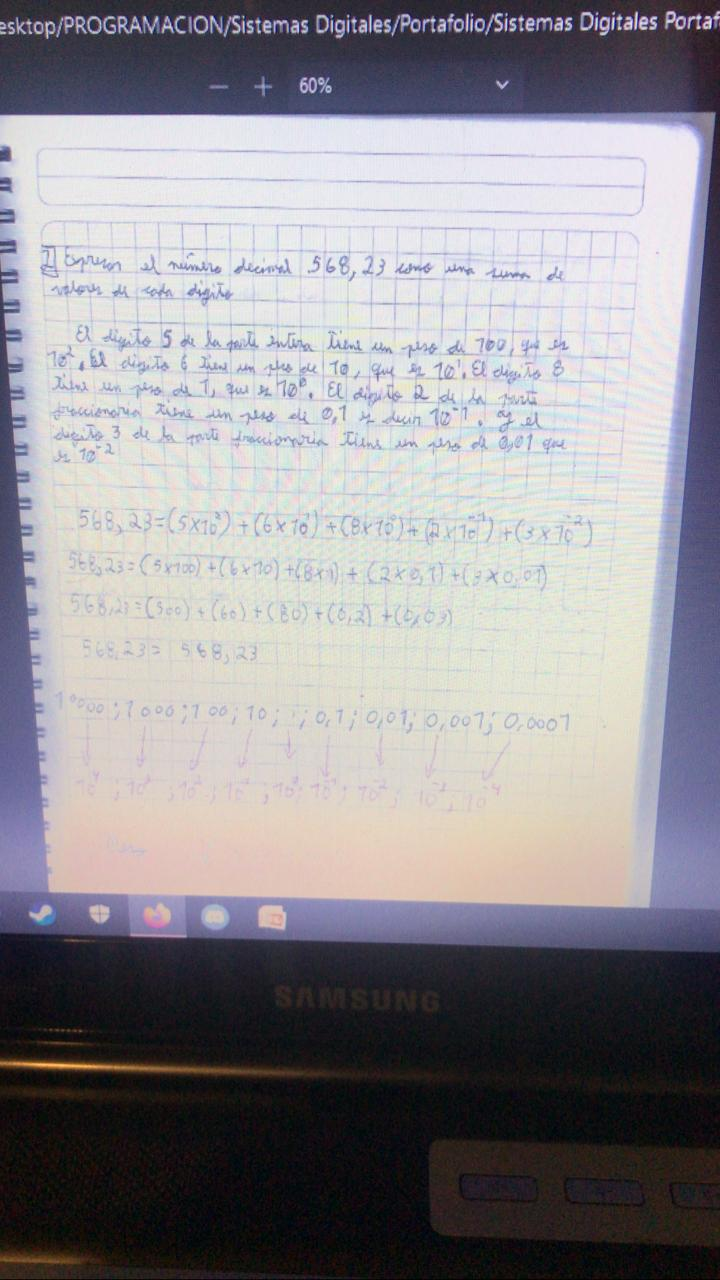 esktop/PROGRAMACION/Sistemas Digitales/Portafolio/Sistemas Digitales Portaf
60%
Expresar el número decimal 568,23 como una suma de
valores de cada dígito
El dígito 5 de la parte entera tiene un peso de 100, que es
10². El dígito 6 tiene un peso de 10, que es 10¹. El dígito 8
tiene un peso de 1, que es 10⁰. El dígito 2 de la parte
fraccionaria tiene un peso de 0,1 es decir 10⁻¹. y el
dígito 3 de la parte fraccionaria tiene un peso de 0,01 que
es 10⁻²
568,23=(5x10²)+(6x10¹)+(8x10⁰)+(2x10⁻¹)+(3x10⁻²)
568,23=(5x100)+(6x10)+(8x1)+(2x0,1)+(3x0,01)
568,23=(500)+(60)+(80)+(0,2)+(0,03)
568,23= 568,23
10000;1000;100;10;1;0,1;0,01;0,001;0,0001
10⁴;10³;10²;10¹;10⁰;10⁻¹;10⁻²;10⁻³;10⁻⁴
SAMSUNG